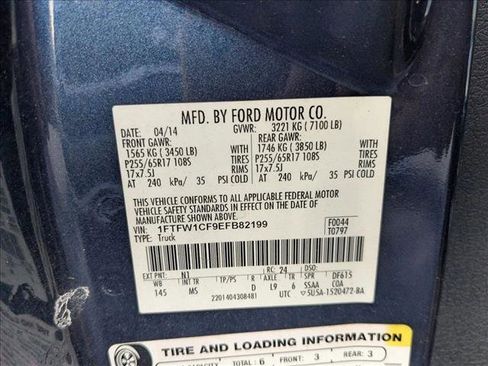 MFD. BY FORD MOTOR CO.
DATE: 04/14 GVWR: 3221 KG ( 7100 LB)
FRONT GAWR: REAR GAWR:
1565 KG ( 3450 LB) WITH 1746 KG ( 3850 LB) WITH
P255/65R17 108S TIRES P255/65R17 108S TIRES
17x7.5J RIMS 17x7.5J RIMS
AT 240 kPa/ 35 PSI COLD AT 240 kPa/ 35 PSI COLD
THIS VEHICLE CONFORMS TO ALL APPLICABLE FEDERAL MOTOR
VEHICLE SAFETY AND THEFT PREVENTION STANDARDS IN EFFECT ON THE DATE OF MANUFACTURE SHOWN ABOVE.
VIN: 1FTFW1CF9EFB82199 F0044
TYPE: Truck T0797
EXT PNT: N1 RC: 24 DSO:
WB INT TR TP/PS R AXLE TR SPR DF615
145 MS D L9 6 SSAA COA
2201404308481 UTC
TIRE AND LOADING INFORMATION
CAPACITY TOTAL: 6 FRONT: 3 REAR: 3